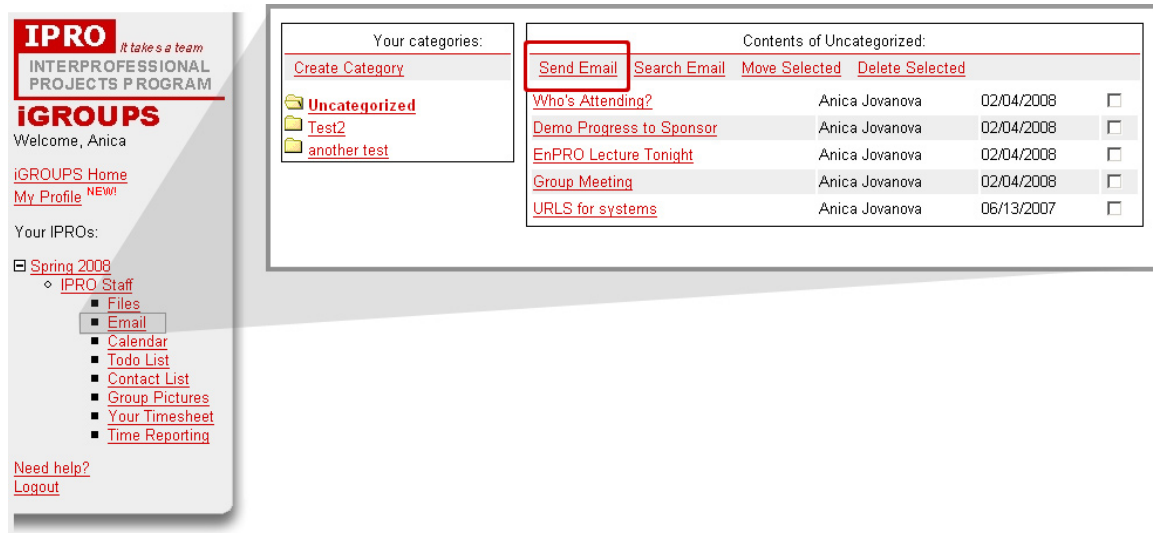 IPRO It takes a team
INTERPROFESSIONAL
PROJECTS PROGRAM
iGROUPS
Welcome, Anica
iGROUPS Home
My Profile NEW!
Your IPROs:
Spring 2008
IPRO Staff
Files
Email
Calendar
Todo List
Contact List
Group Pictures
Your Timesheet
Time Reporting
Need help?
Logout
Your categories:
Create Category
Uncategorized
Test2
another test
Contents of Uncategorized:
Send Email Search Email Move Selected Delete Selected
Who's Attending? Anica Jovanova 02/04/2008
Demo Progress to Sponsor Anica Jovanova 02/04/2008
EnPRO Lecture Tonight Anica Jovanova 02/04/2008
Group Meeting Anica Jovanova 02/04/2008
URLS for systems Anica Jovanova 06/13/2007